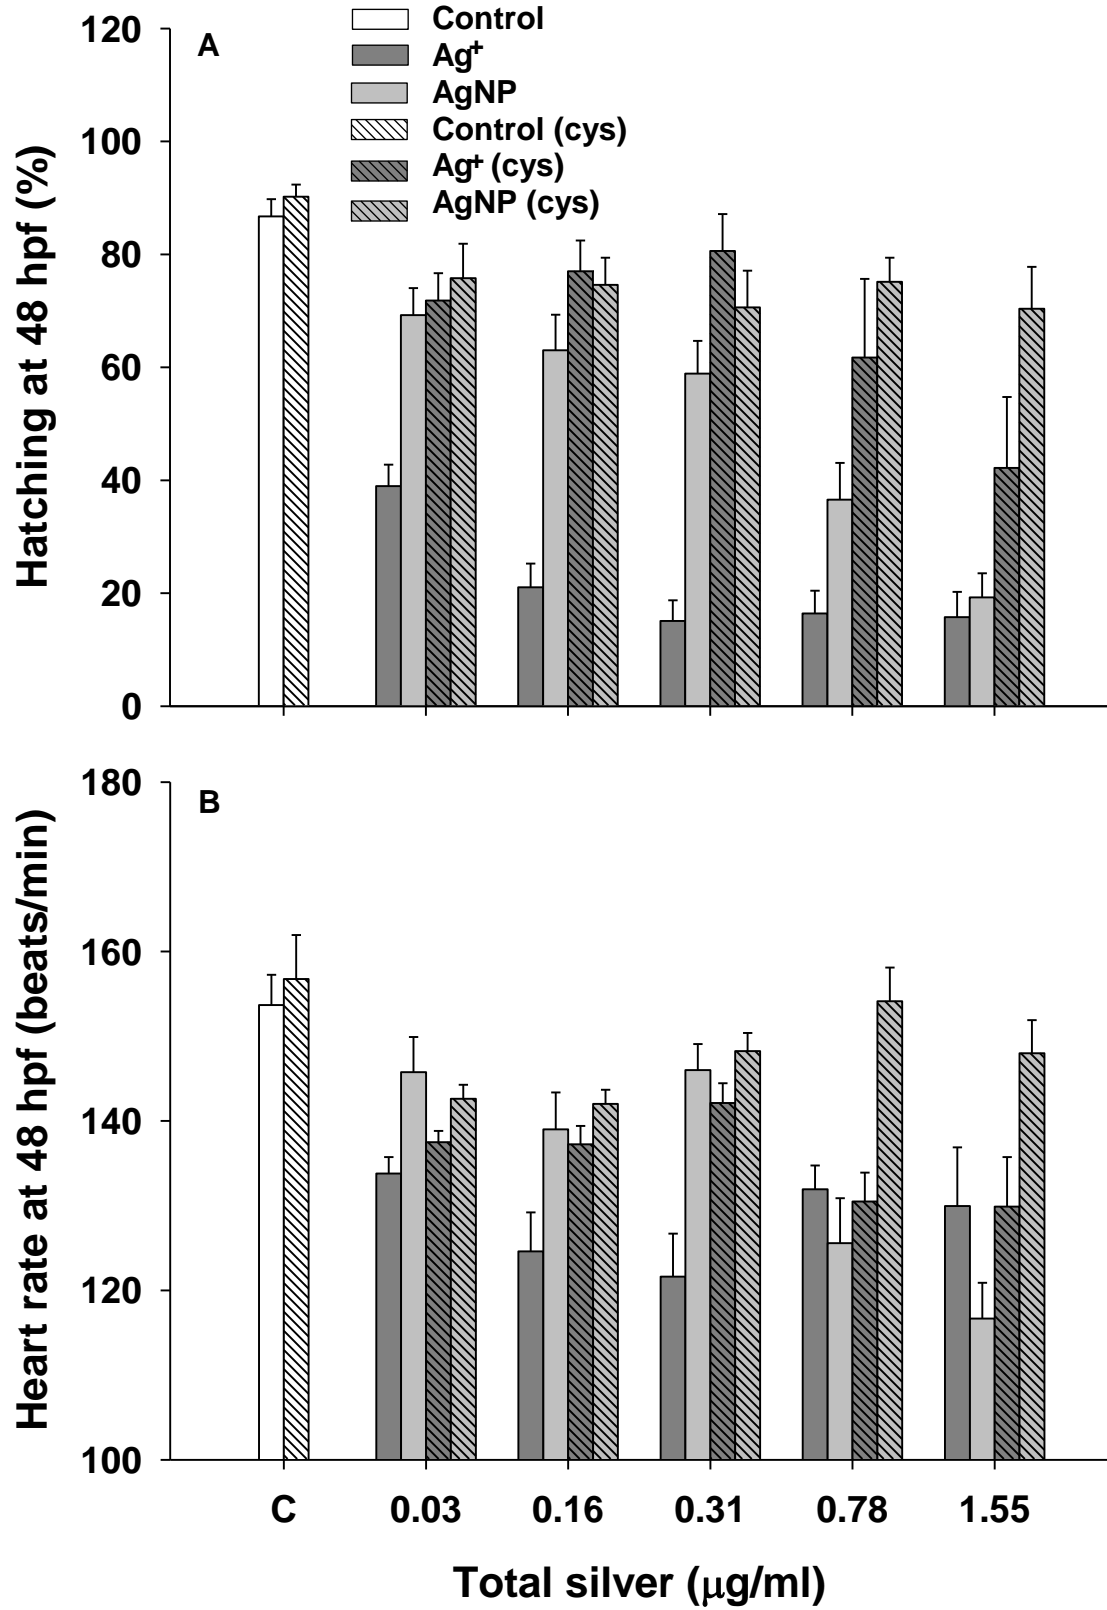 A
Control
Ag+
AgNP
Control (cys)
Ag+ (cys)
AgNP (cys)
Hatching at 48 hpf (%)
120
100
80
60
40
20
0
B
Heart rate at 48 hpf (beats/min)
180
160
140
120
100
C 0.03 0.16 0.31 0.78 1.55
Total silver (μg/ml)